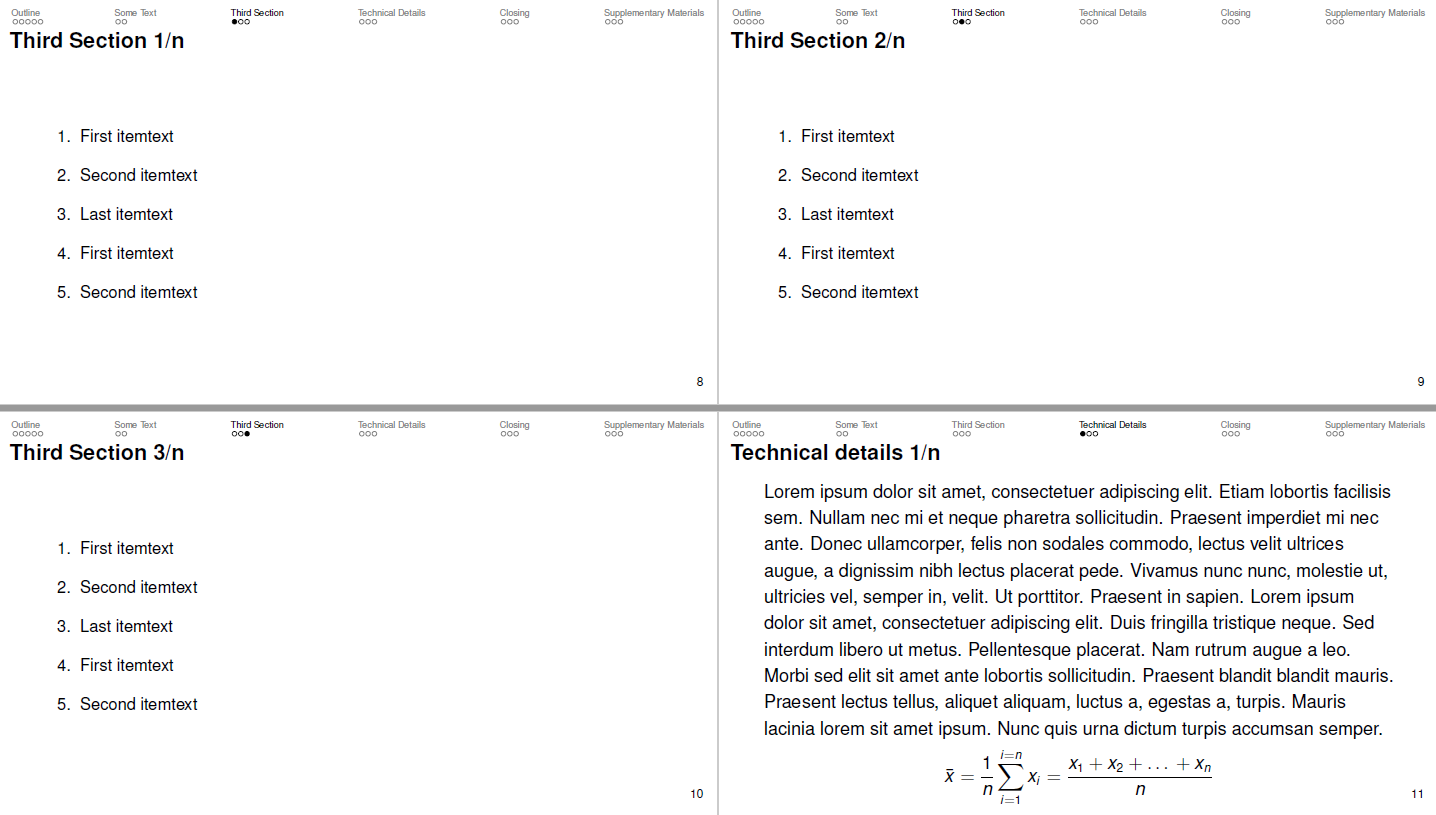 Outline Some Text Third Section Technical Details Closing Supplementary Materials
Third Section 1/n
1. First itemtext
2. Second itemtext
3. Last itemtext
4. First itemtext
5. Second itemtext
8
Outline Some Text Third Section Technical Details Closing Supplementary Materials
Third Section 2/n
1. First itemtext
2. Second itemtext
3. Last itemtext
4. First itemtext
5. Second itemtext
9
Outline Some Text Third Section Technical Details Closing Supplementary Materials
Third Section 3/n
1. First itemtext
2. Second itemtext
3. Last itemtext
4. First itemtext
5. Second itemtext
10
Outline Some Text Third Section Technical Details Closing Supplementary Materials
Technical details 1/n
Lorem ipsum dolor sit amet, consectetuer adipiscing elit. Etiam lobortis facilisis
sem. Nullam nec mi et neque pharetra sollicitudin. Praesent imperdiet mi nec
ante. Donec ullamcorper, felis non sodales commodo, lectus velit ultrices
augue, a dignissim nibh lectus placerat pede. Vivamus nunc nunc, molestie ut,
ultricies vel, semper in, velit. Ut porttitor. Praesent in sapien. Lorem ipsum
dolor sit amet, consectetuer adipiscing elit. Duis fringilla tristique neque. Sed
interdum libero ut metus. Pellentesque placerat. Nam rutrum augue a leo.
Morbi sed elit sit amet ante lobortis sollicitudin. Praesent blandit blandit mauris.
Praesent lectus tellus, aliquet aliquam, luctus a, egestas a, turpis. Mauris
lacinia lorem sit amet ipsum. Nunc quis urna dictum turpis accumsan semper.
x̄ = 1/n ∑_{i=1}^{i=n} x_i = (x_1 + x_2 + . . . + x_n)/n
11